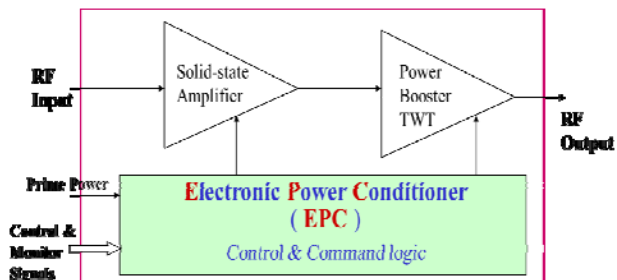 RF
Input
Solid-state
Amplifier
Power
Booster
TWT
RF
Output
Prime Power
Electronic Power Conditioner
( EPC )
Control & Command logic
Control &
Monitor
Signals